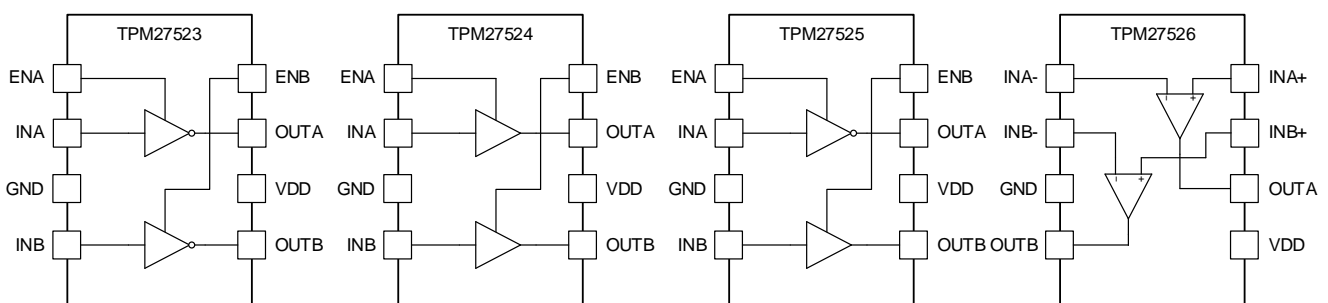 TPM27523
ENA
ENB
INA
OUTA
GND
VDD
INB
OUTB
TPM27524
ENA
ENB
INA
OUTA
GND
VDD
INB
OUTB
TPM27525
ENA
ENB
INA
OUTA
GND
VDD
INB
OUTB
TPM27526
INA-
INA+
- +
INB-
INB+
- +
GND
OUTA
OUTB
VDD